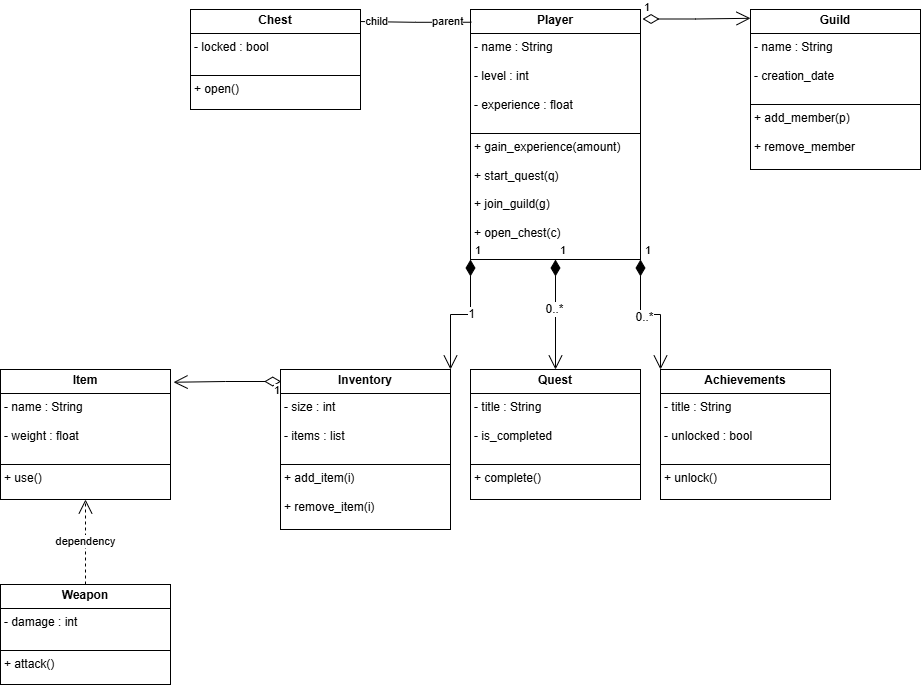 Chest
- locked : bool
+ open()
child
parent
Player
- name : String
- level : int
- experience : float
+ gain_experience(amount)
+ start_quest(q)
+ join_guild(g)
+ open_chest(c)
1
Guild
- name : String
- creation_date
+ add_member(p)
+ remove_member
1
1
1
1
0..*
0..*
Item
- name : String
- weight : float
+ use()
1
Inventory
- size : int
- items : list
+ add_item(i)
+ remove_item(i)
Quest
- title : String
- is_completed
+ complete()
Achievements
- title : String
- unlocked : bool
+ unlock()
dependency
Weapon
- damage : int
+ attack()